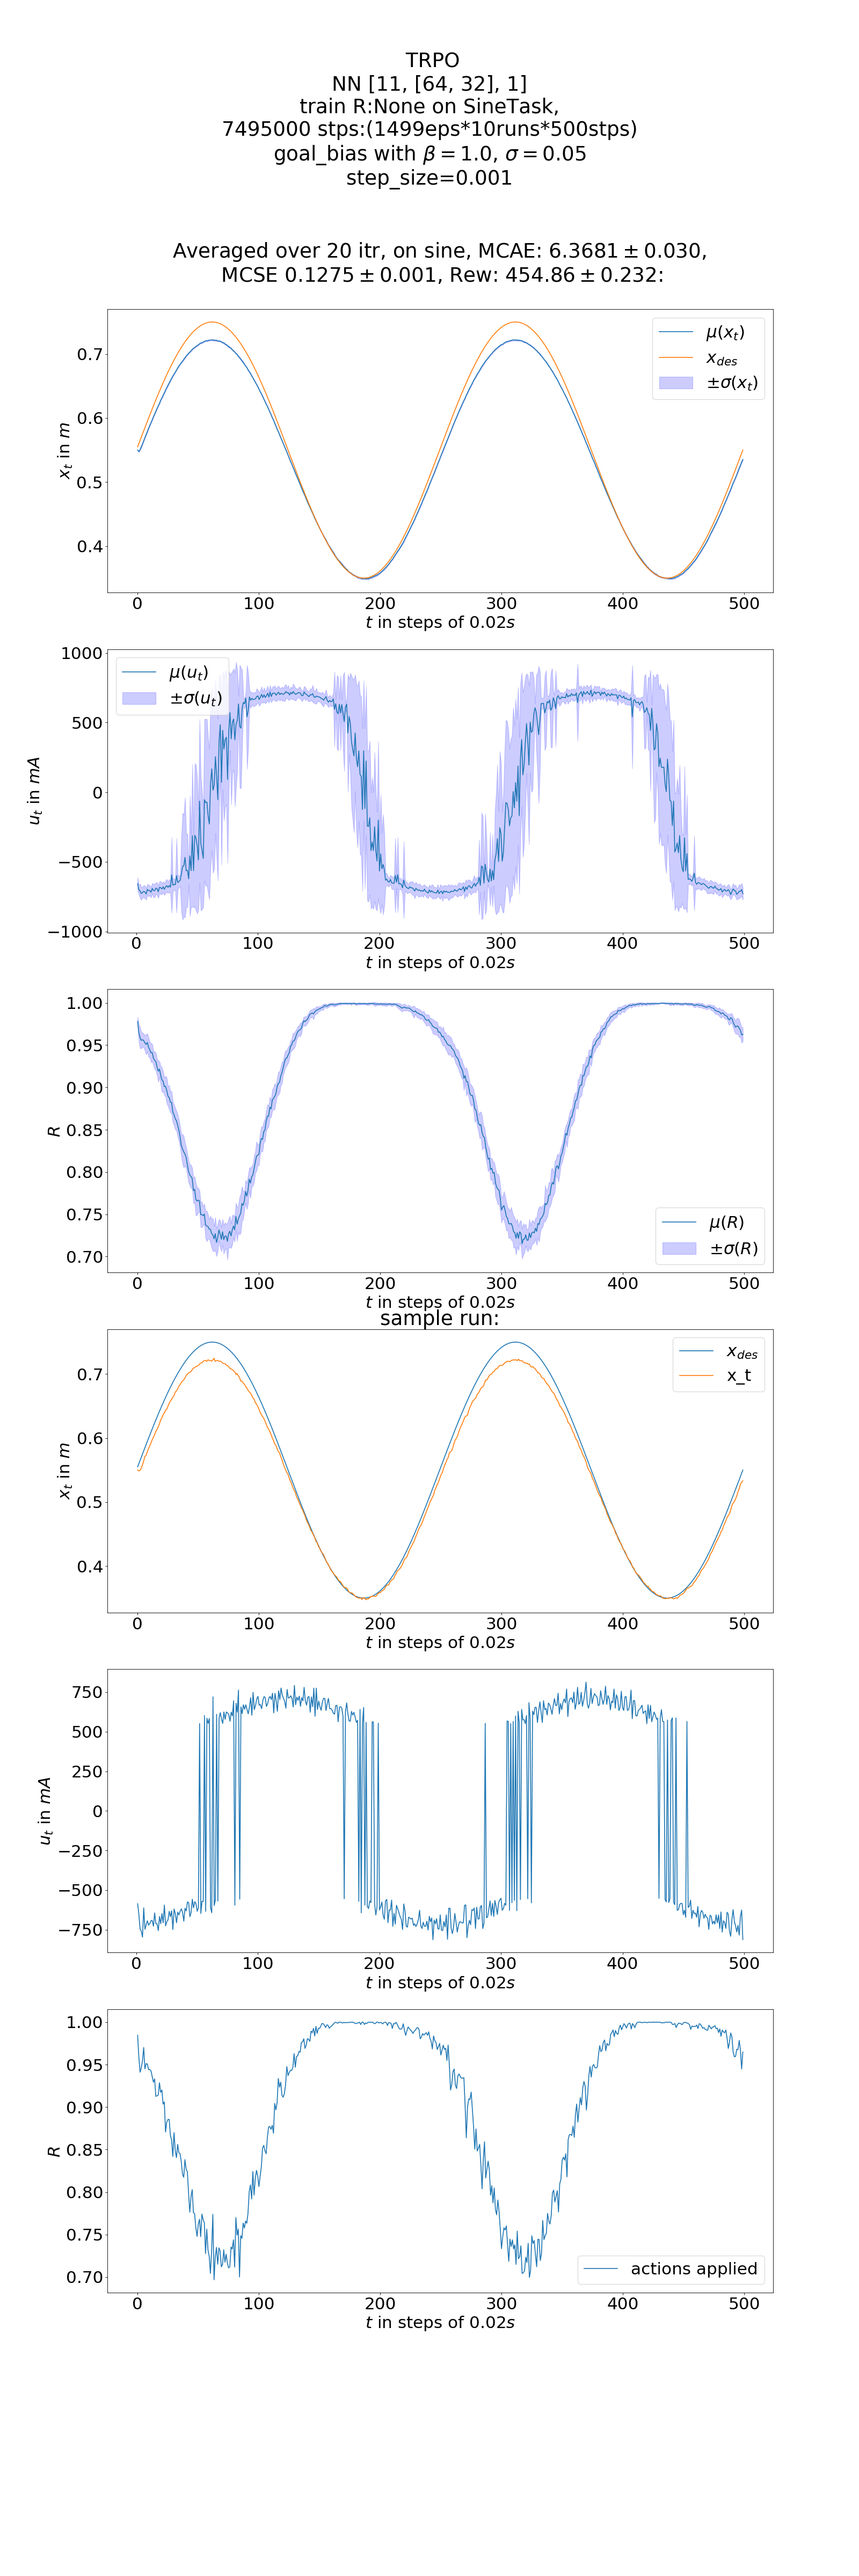 TRPO
NN [11, [64, 32], 1]
train R:None on SineTask,
7495000 stps:(1499eps*10runs*500stps)
goal_bias with β = 1.0, σ = 0.05
step_size=0.001
Averaged over 20 itr, on sine, MCAE: 6.3681 ± 0.030,
MCSE 0.1275 ± 0.001, Rew: 454.86 ± 0.232:
μ(x_t)
x_des
±σ(x_t)
x_t in m
0.7
0.6
0.5
0.4
0 100 200 300 400 500
t in steps of 0.02s
μ(u_t)
±σ(u_t)
u_t in mA
1000
500
0
−500
−1000
0 100 200 300 400 500
t in steps of 0.02s
R
1.00
0.95
0.90
0.85
0.80
0.75
0.70
μ(R)
±σ(R)
0 100 200 300 400 500
t in steps of 0.02s
sample run:
x_des
x_t
x_t in m
0.7
0.6
0.5
0.4
0 100 200 300 400 500
t in steps of 0.02s
u_t in mA
750
500
250
0
−250
−500
−750
0 100 200 300 400 500
t in steps of 0.02s
R
1.00
0.95
0.90
0.85
0.80
0.75
0.70
actions applied
0 100 200 300 400 500
t in steps of 0.02s